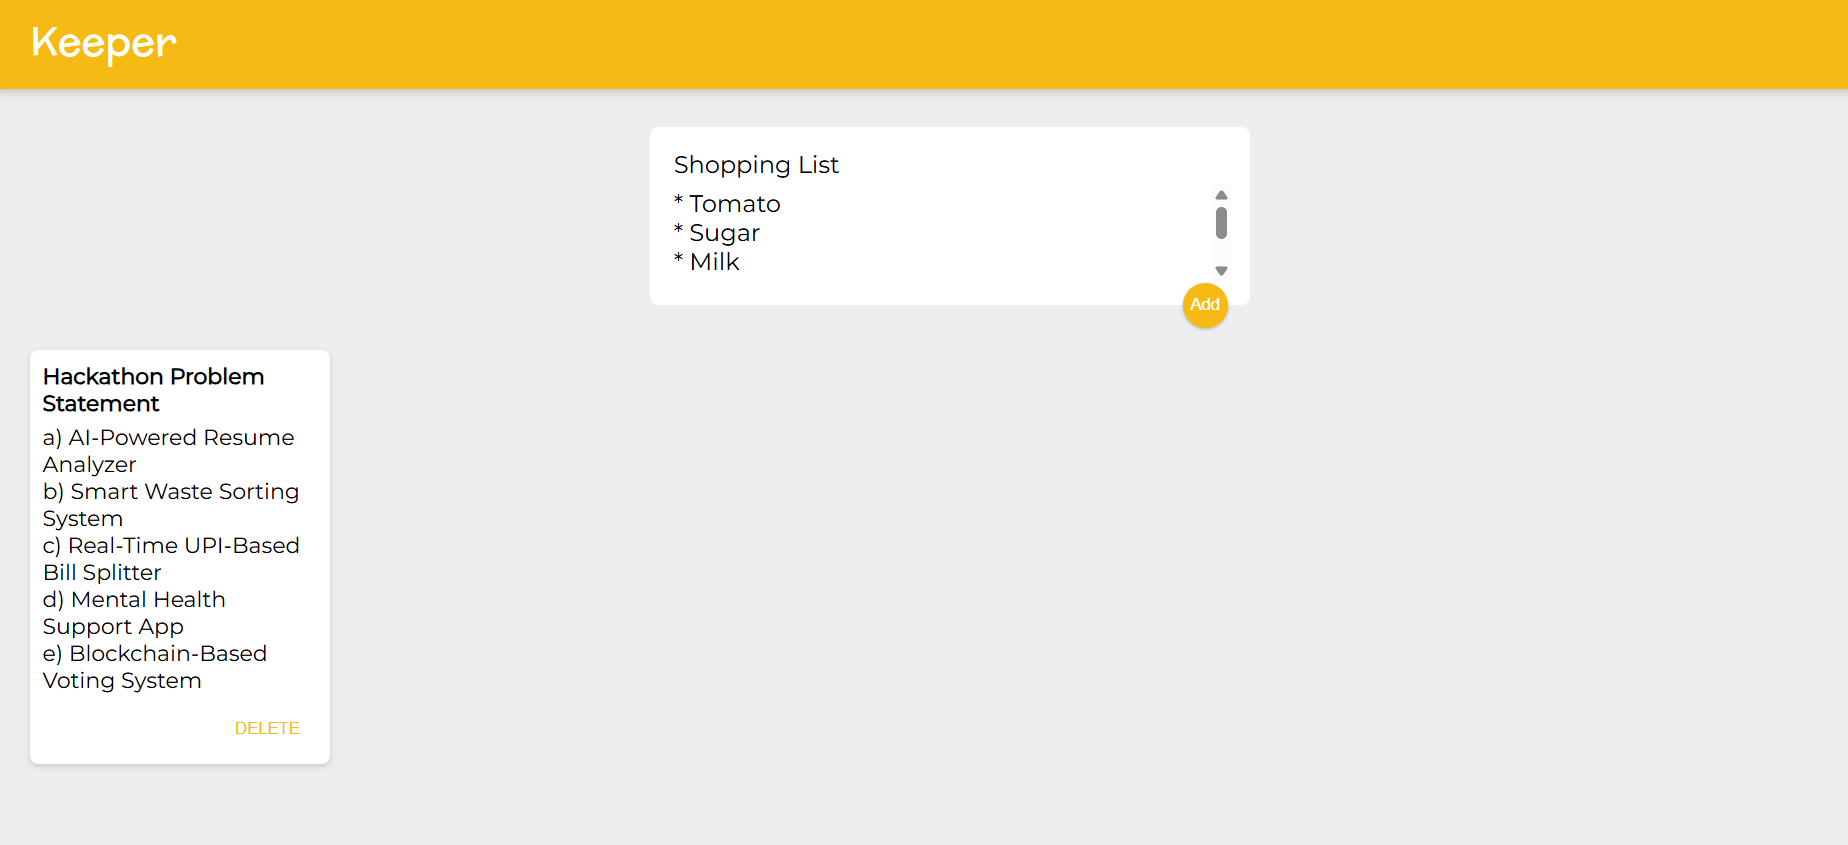 Keeper
Shopping List
* Tomato
* Sugar
* Milk
Add
Hackathon Problem
Statement
a) AI-Powered Resume
Analyzer
b) Smart Waste Sorting
System
c) Real-Time UPI-Based
Bill Splitter
d) Mental Health
Support App
e) Blockchain-Based
Voting System
DELETE